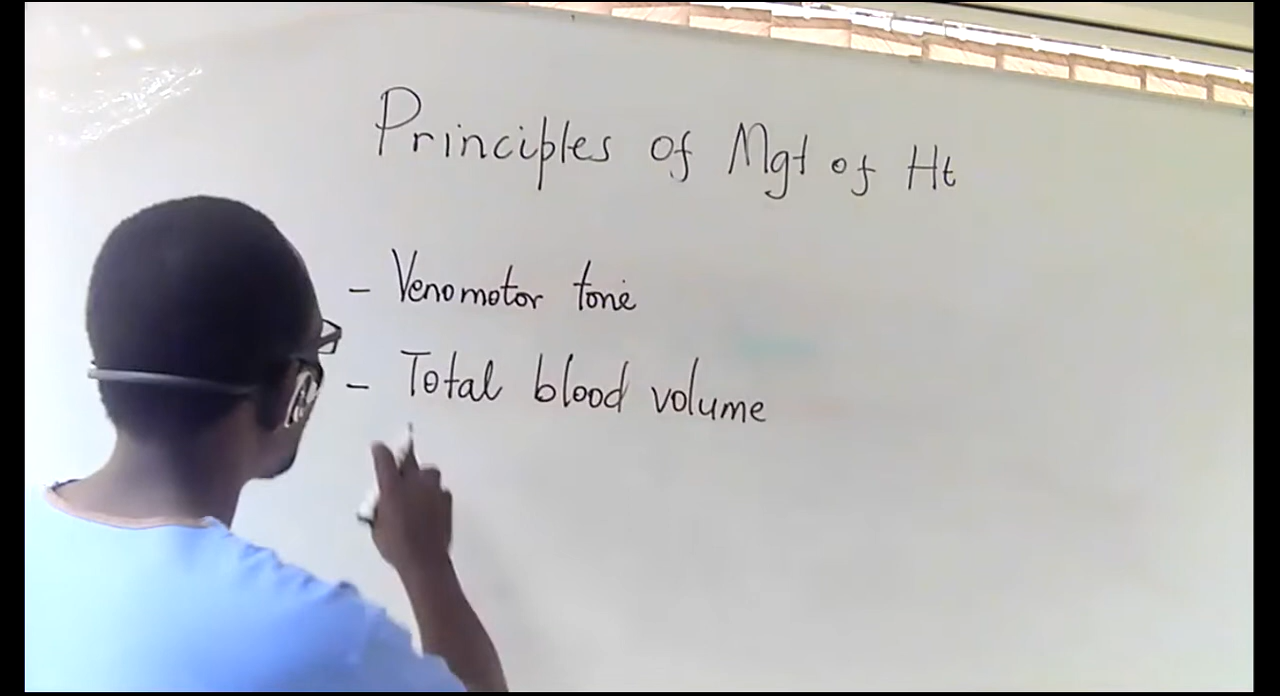 Principles of Mgt of Ht
- Venomotor tone
- Total blood volume